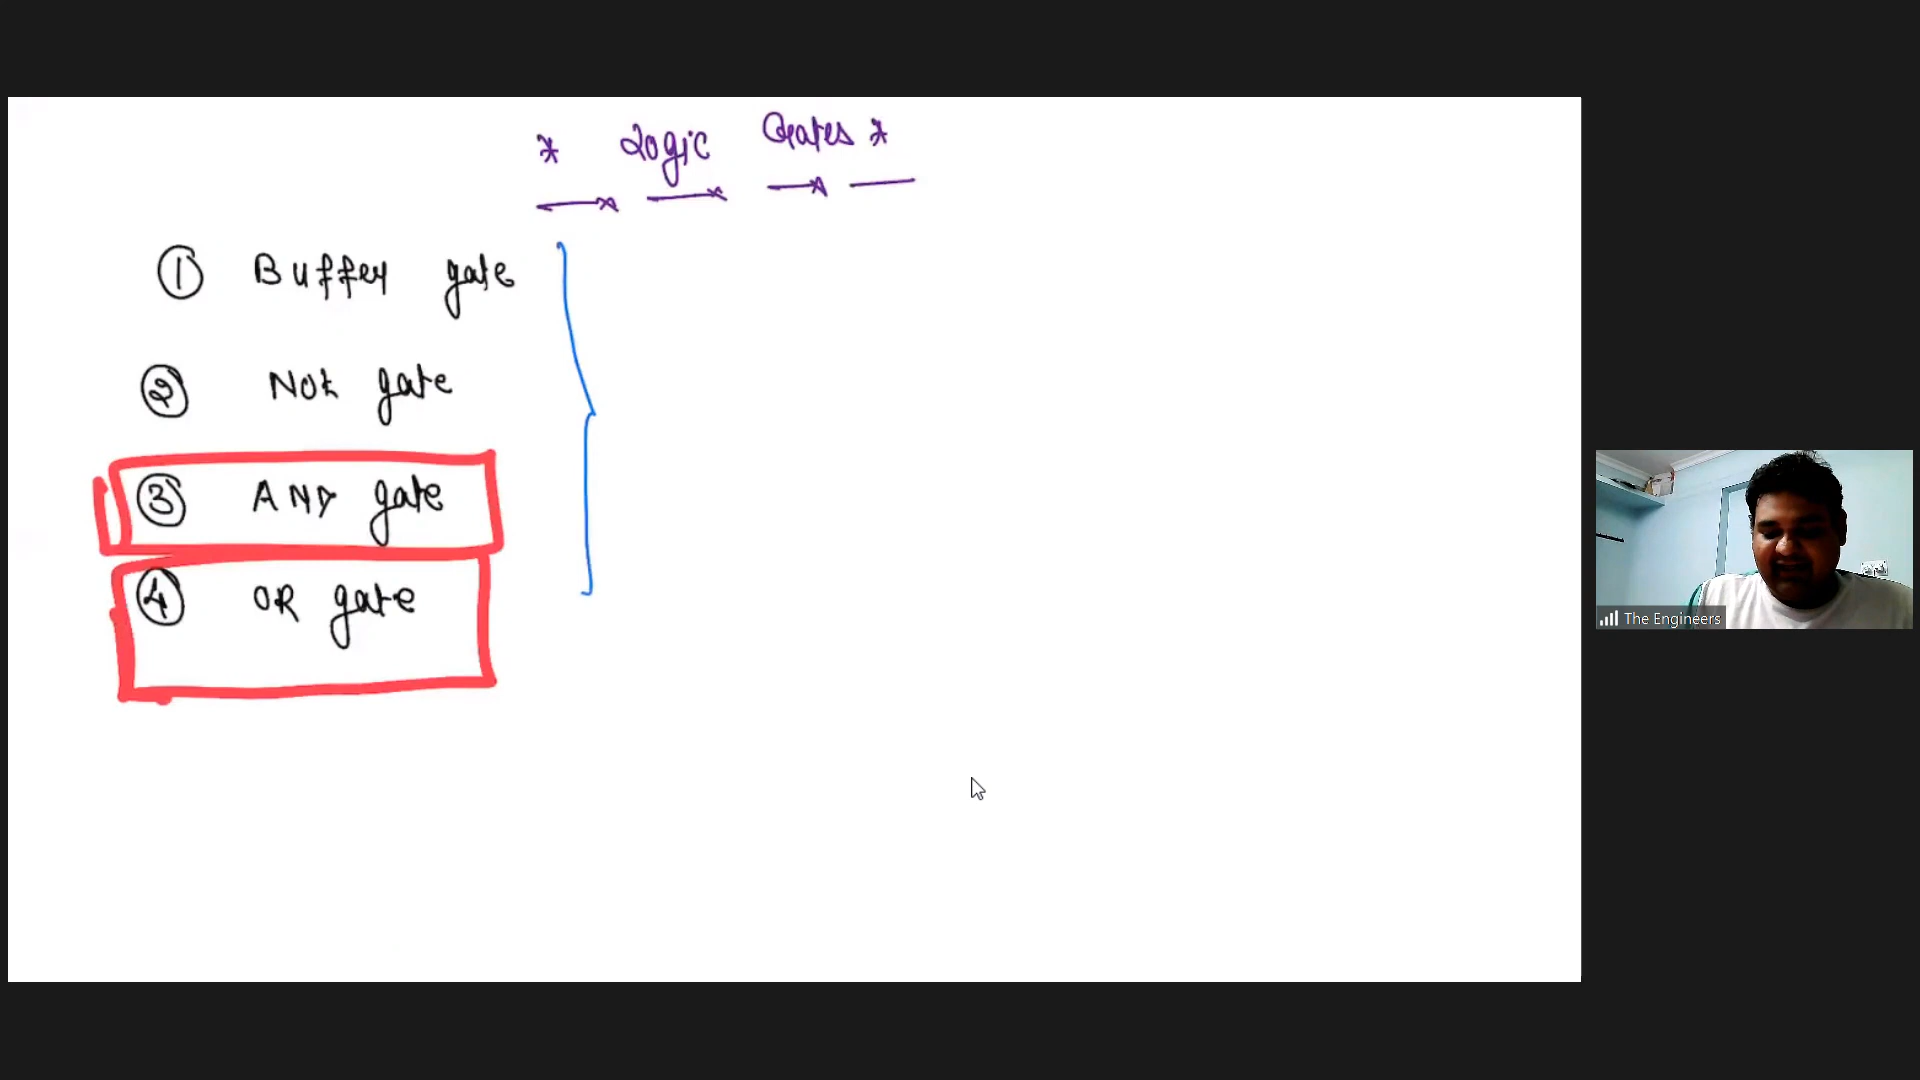 * Logic Gates *
① Buffer gate
② Not gate
③ AND gate
④ OR gate
The Engineers